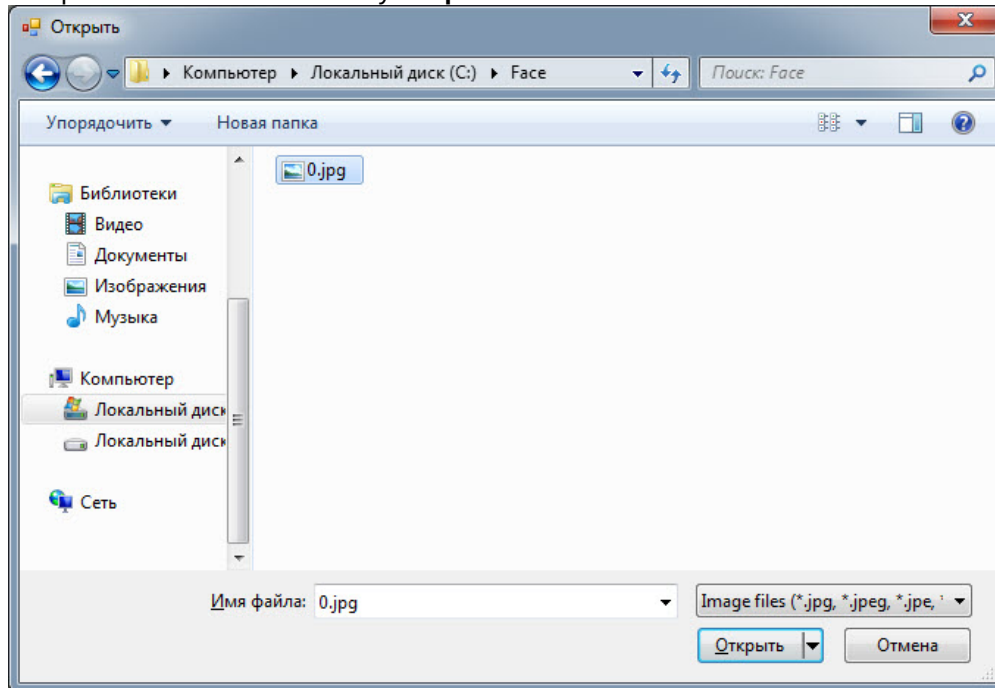 Открыть
Компьютер ▸ Локальный диск (C:) ▸ Face
Поиск: Face
Упорядочить
Новая папка
0.jpg
Библиотеки
Видео
Документы
Изображения
Музыка
Компьютер
Локальный диск
Локальный диск
Сеть
Имя файла: 0.jpg
Image files (*.jpg, *.jpeg, *.jpe,
Открыть
Отмена